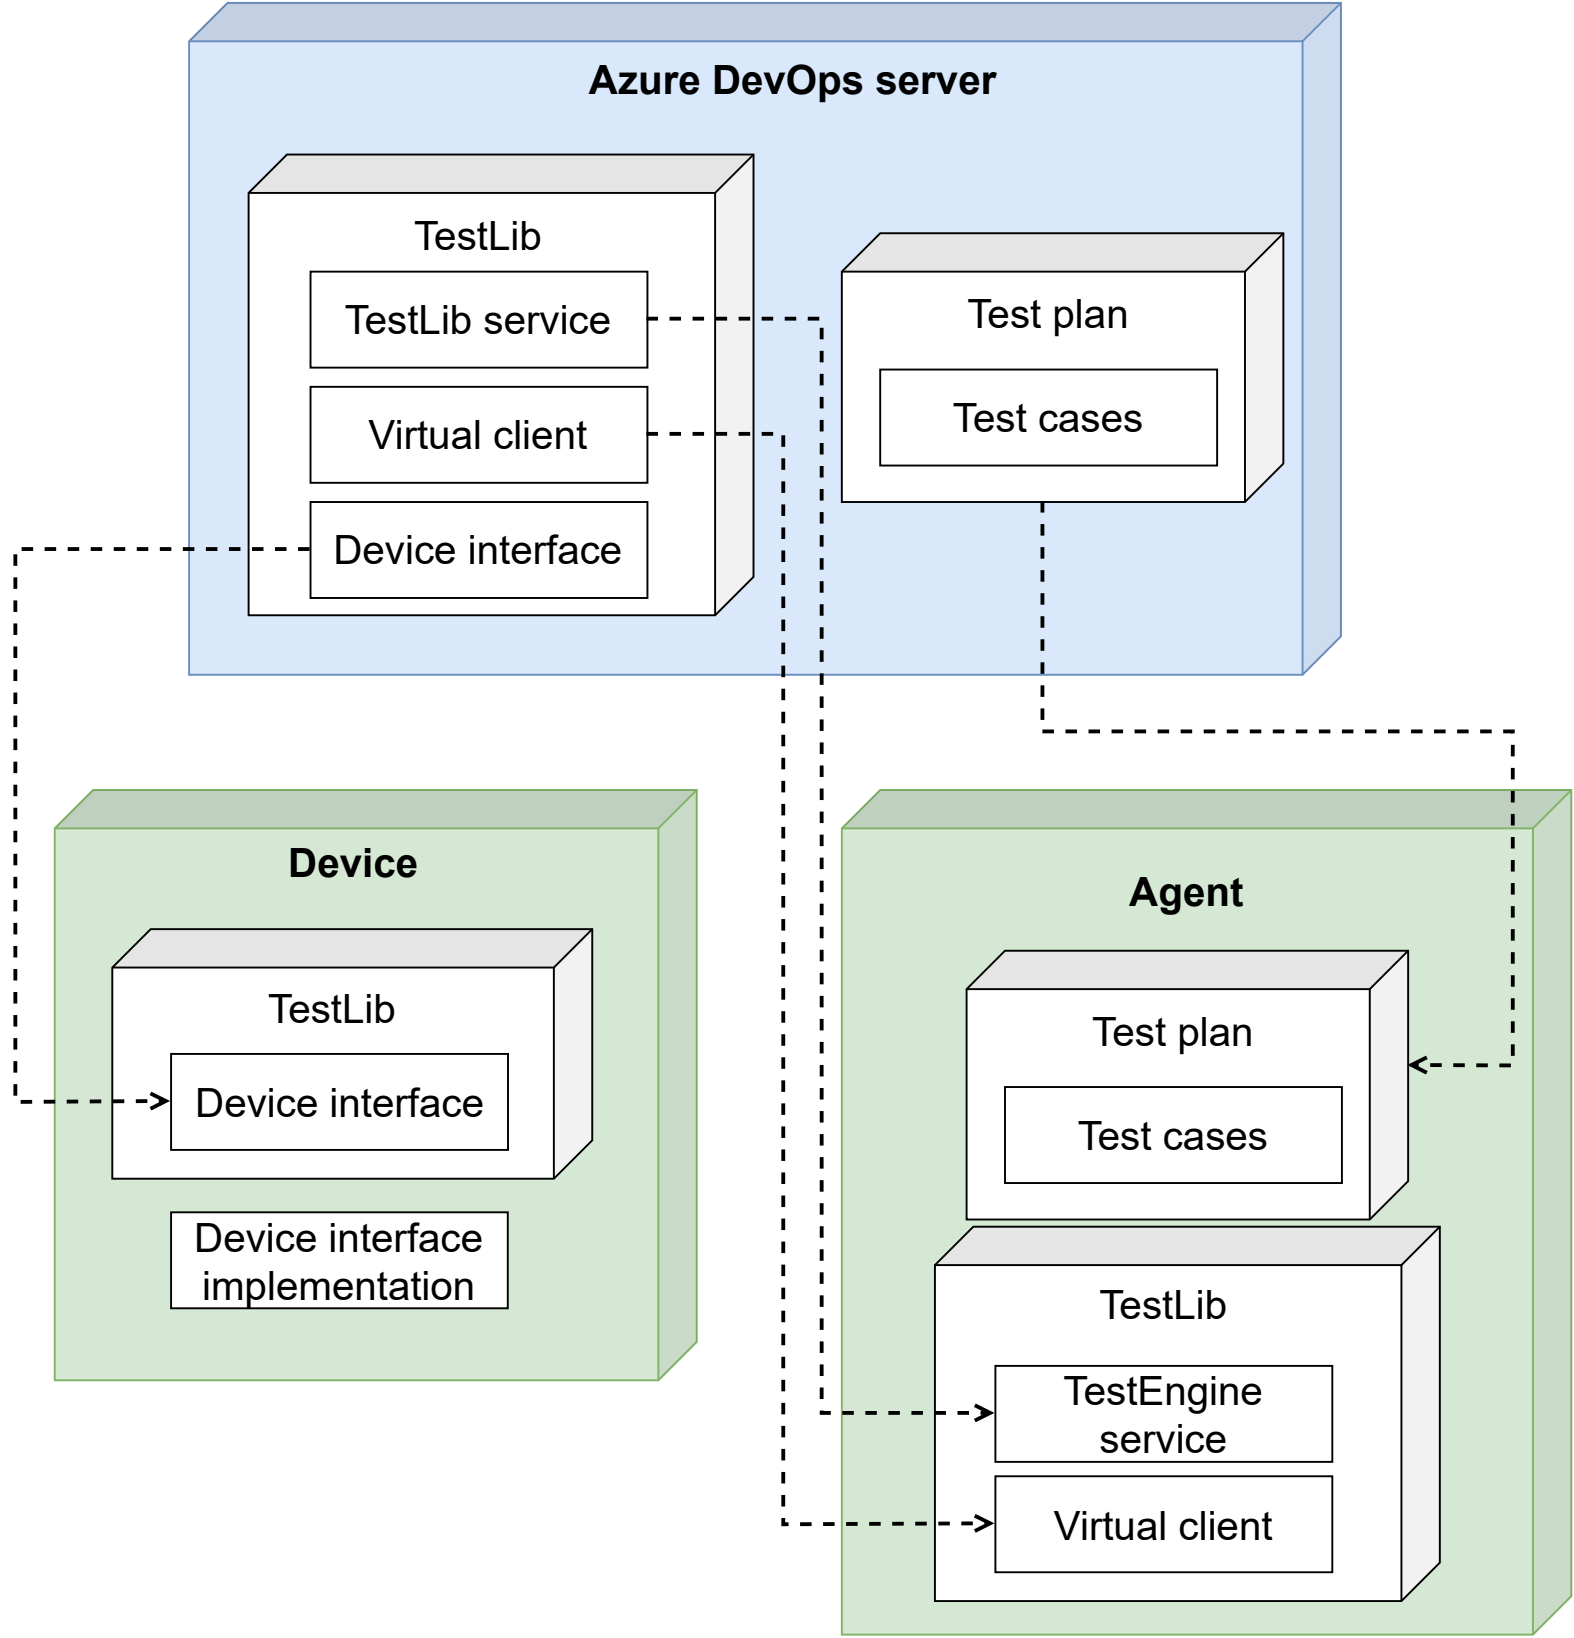 Azure DevOps server
TestLib
TestLib service
Virtual client
Device interface
Test plan
Test cases
Device
TestLib
Device interface
Device interface
implementation
Agent
Test plan
Test cases
TestLib
TestEngine
service
Virtual client